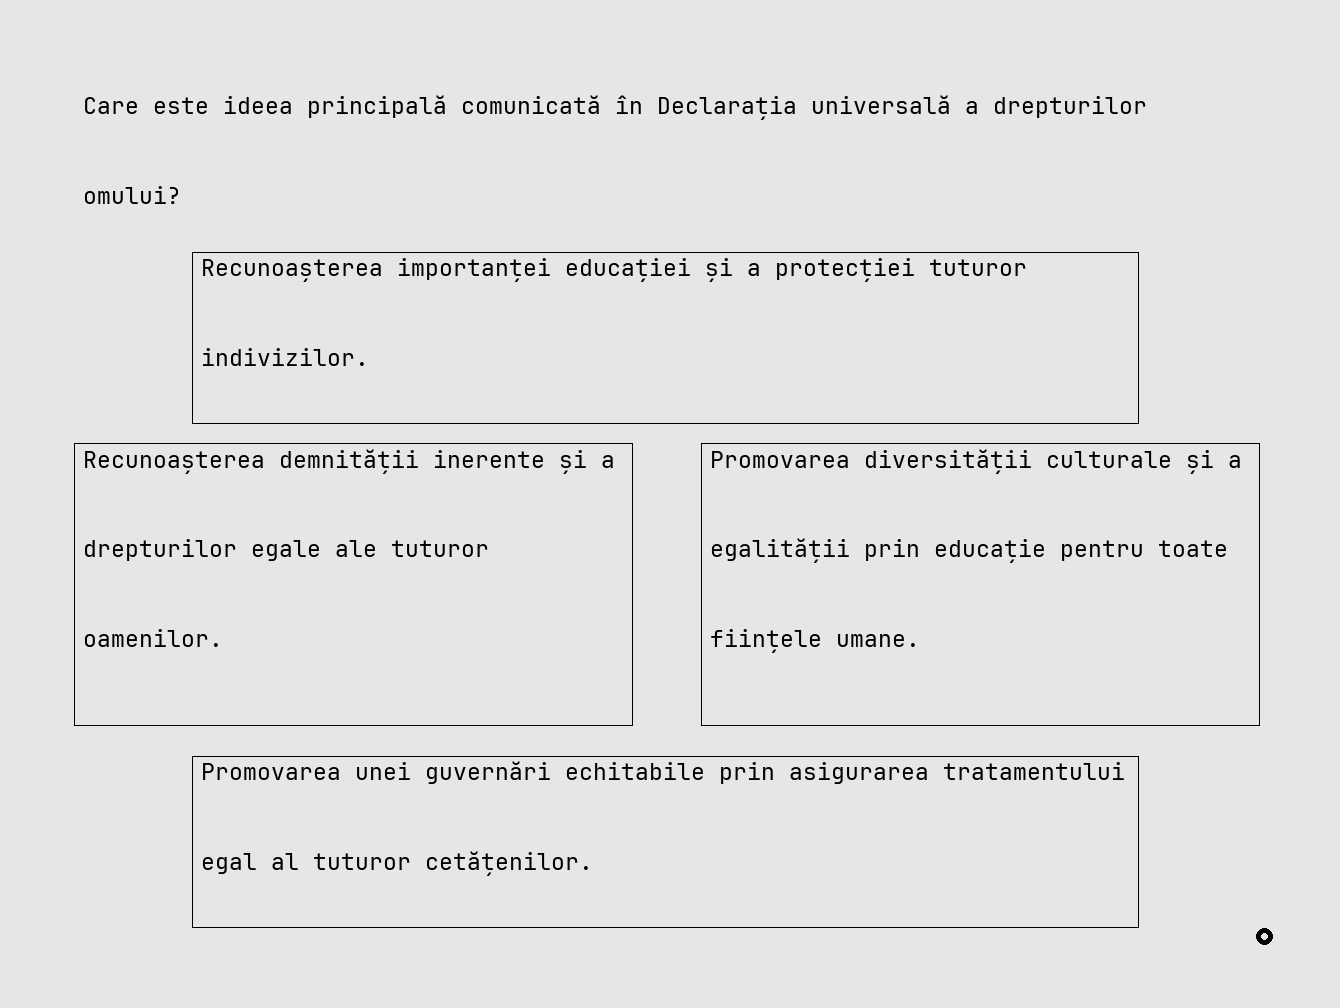 Care este ideea principală comunicată în Declarația universală a drepturilor
omului?
Recunoașterea importanței educației și a protecției tuturor
indivizilor.
Recunoașterea demnității inerente și a
drepturilor egale ale tuturor
oamenilor.
Promovarea diversității culturale și a
egalității prin educație pentru toate
ființele umane.
Promovarea unei guvernări echitabile prin asigurarea tratamentului
egal al tuturor cetățenilor.